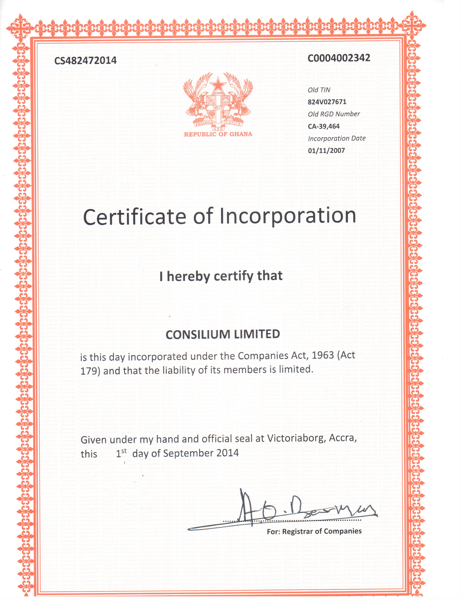 CS482472014
C0004002342
Old TIN
824V027671
Old RGD Number
CA-39,464
Incorporation Date
01/11/2007
REPUBLIC OF GHANA
Certificate of Incorporation
I hereby certify that
CONSILIUM LIMITED
is this day incorporated under the Companies Act, 1963 (Act
179) and that the liability of its members is limited.
Given under my hand and official seal at Victoriaborg, Accra,
this 1st day of September 2014
For: Registrar of Companies